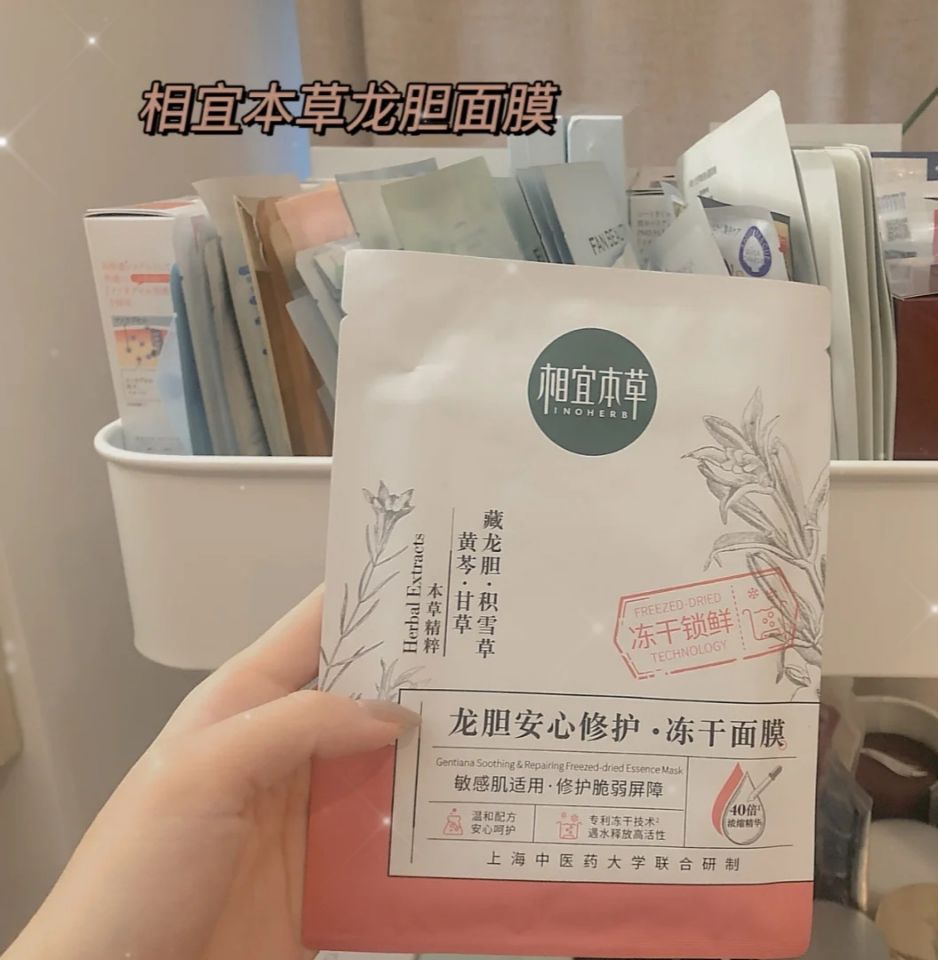 相宜本草龙胆面膜
FAN BEAUTY
相宜本草
INOHERB
藏龙胆·积雪草
黄芩·甘草
本草精粹
Herbal Extracts
FREEZED-DRIED
冻干锁鲜
TECHNOLOGY
龙胆安心修护·冻干面膜
Gentiana Soothing & Repairing Freezed-dried Essence Mask
敏感肌适用·修护脆弱屏障
温和配方
安心呵护
专利冻干技术²
遇水释放高活性
40倍¹
浓缩精华
上海中医药大学联合研制